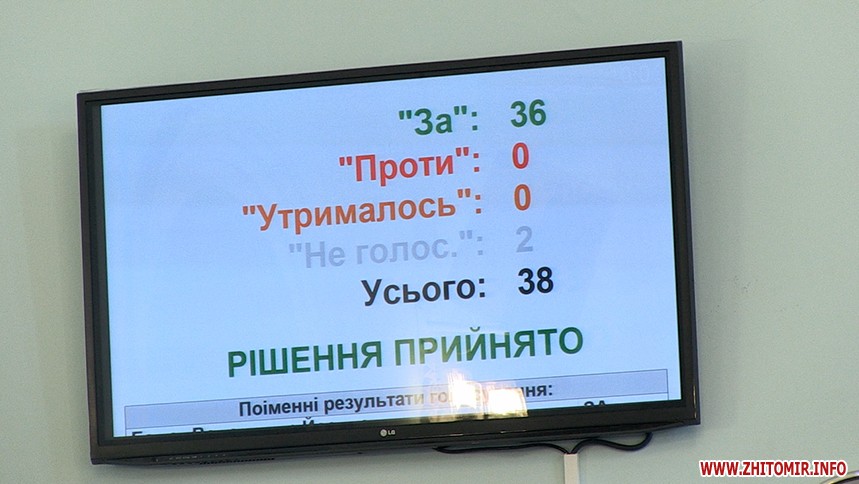 "За": 36
"Проти": 0
"Утрималось": 0
"Не голос.": 2
Усього: 38
РІШЕННЯ ПРИЙНЯТО
Поіменні результати голосування:
LG
WWW.ZHITOMIR.INFO